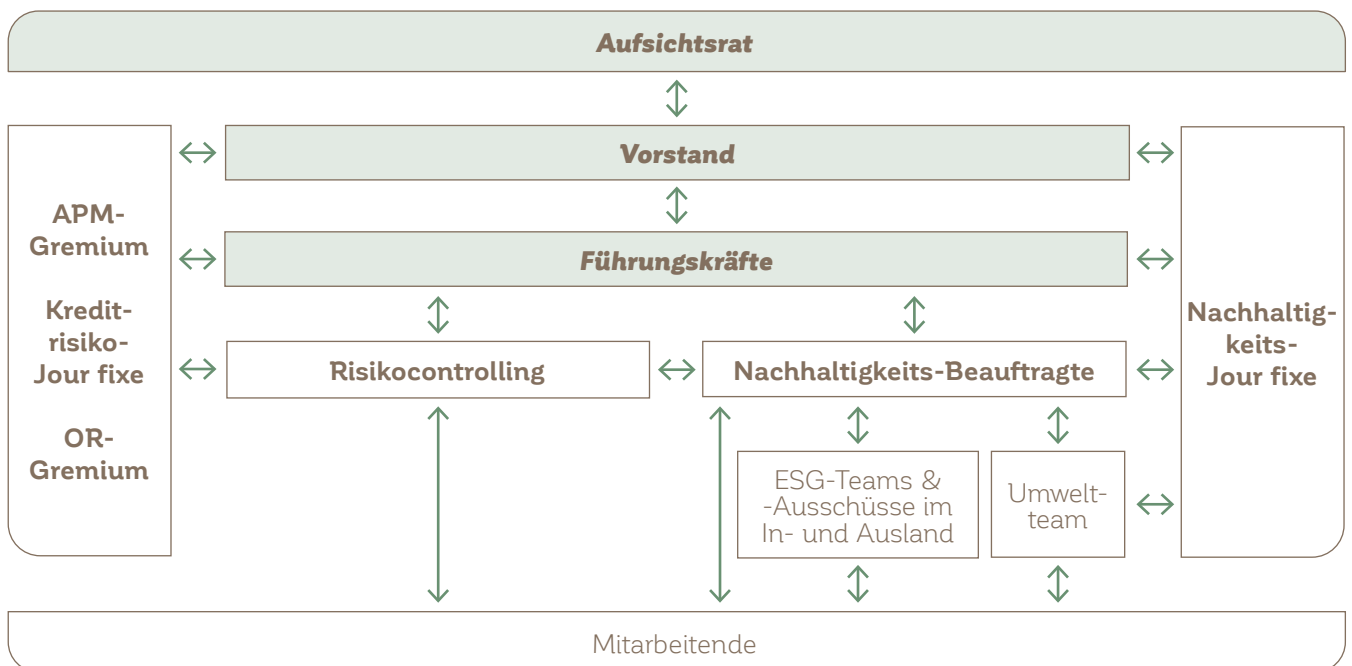 Aufsichtsrat
Vorstand
APM-
Gremium
Kredit-
risiko-
Jour fixe
OR-
Gremium
Führungskräfte
Nachhaltig-
keits-
Jour fixe
Risikocontrolling
Nachhaltigkeits-Beauftragte
ESG-Teams &
-Ausschüsse im
In- und Ausland
Umwelt-
team
Mitarbeitende